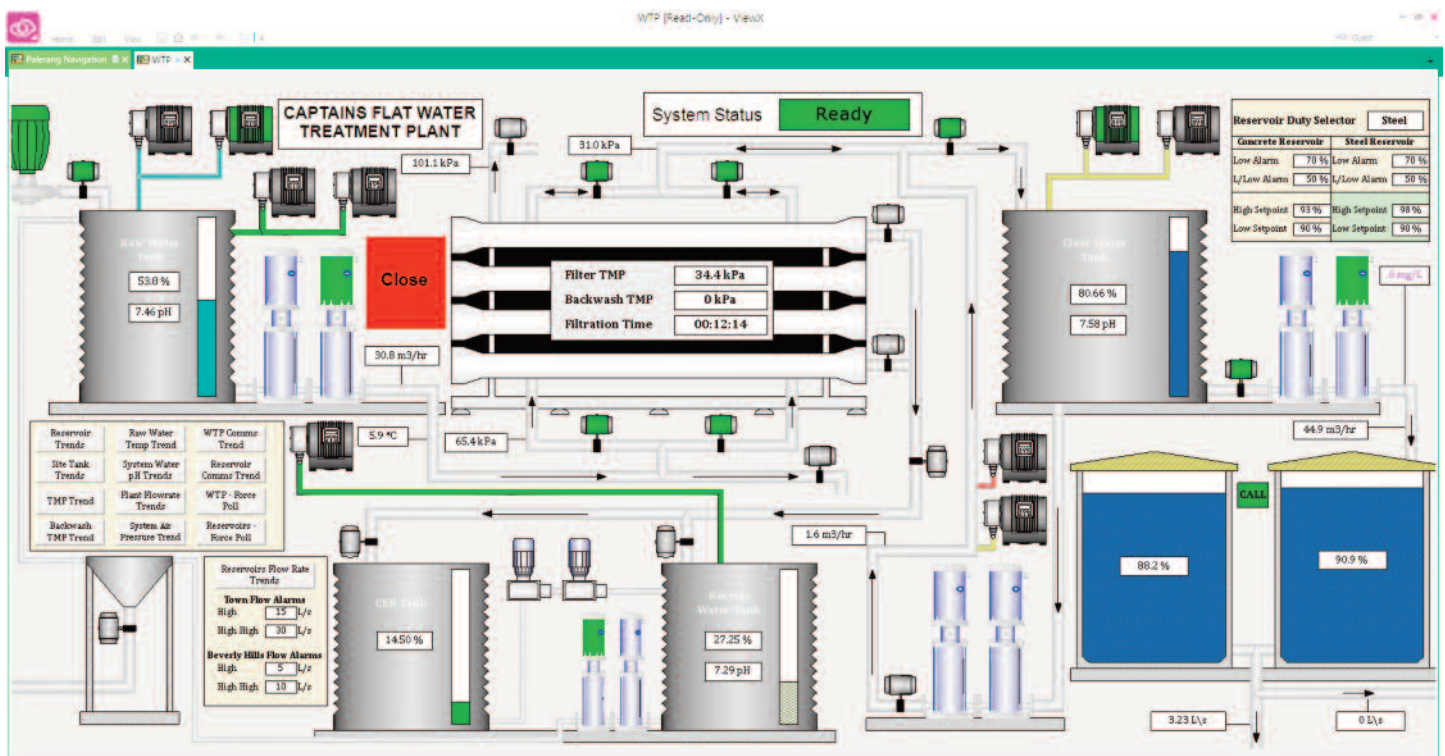 WTP {Read-Only} - ViewX
Home Edit View
Guest
Palerang Navigation
WTP
CAPTAINS FLAT WATER
TREATMENT PLANT
System Status
Ready
Reservoir Duty Selector
Steel
Concrete Reservoir
Steel Reservoir
Low Alarm 70 % Low Alarm 70 %
L/Low Alarm 50 % L/Low Alarm 50 %
High Setpoint 93 % High Setpoint 98 %
Low Setpoint 90 % Low Setpoint 90 %
101.1 kPa
31.0 kPa
Raw Water
Tank
53.8 %
7.46 pH
Close
Filter TMP 34.4 kPa
Backwash TMP 0 kPa
Filtration Time 00:12:14
Clear Water
Tank
80.66 %
7.58 pH
.0 mg/L
30.8 m3/hr
5.9 °C
65.4 kPa
44.9 m3/hr
Reservoir
Trends
Raw Water
Temp Trend
WTP Comms
Trend
Site Tank
Trends
System Water
pH Trends
Reservoir
Comms Trend
TMP Trend
Plant Flowrate
Trends
WTP - Force
Poll
Backwash
TMP Trend
System Air
Pressure Trend
Reservoirs -
Force Poll
Reservoirs Flow Rate
Trends
Town Flow Alarms
High 15 L/s
High High 30 L/s
Beverly Hills Flow Alarms
High 5 L/s
High High 10 L/s
CEB Tank
14.50 %
Recycle
Water Tank
27.25 %
7.29 pH
1.6 m3/hr
CALL
88.2 %
90.9 %
3.23 L\s
0 L\s